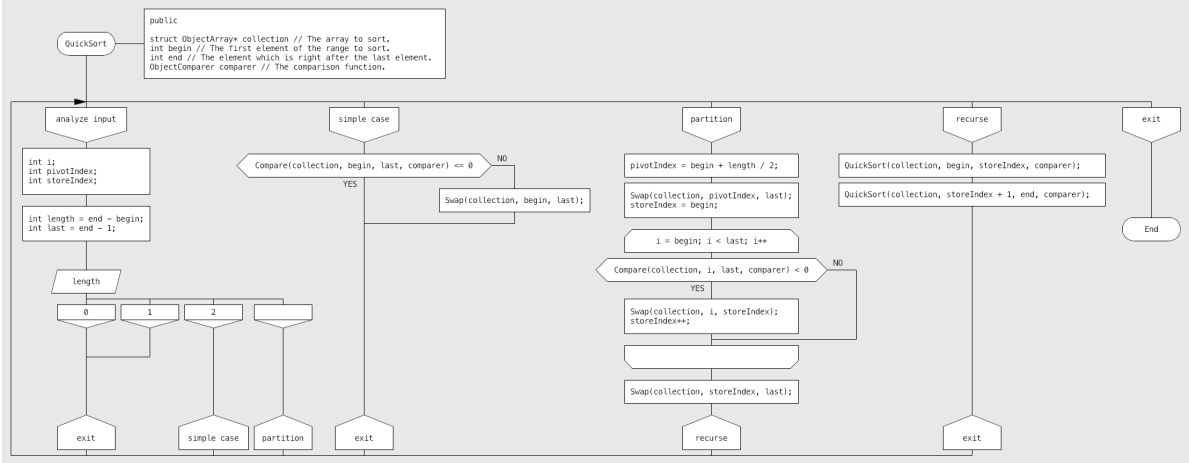 QuickSort
public
struct ObjectArray* collection // The array to sort.
int begin // The first element of the range to sort.
int end // The element which is right after the last element.
ObjectComparer comparer // The comparison function.
analyze input
int i;
int pivotIndex;
int storeIndex;
int length = end − begin;
int last = end − 1;
length
0
1
2
exit
simple case
partition
simple case
Compare(collection, begin, last, comparer) <= 0
NO
YES
Swap(collection, begin, last);
exit
partition
pivotIndex = begin + length / 2;
Swap(collection, pivotIndex, last);
storeIndex = begin;
i = begin; i < last; i++
Compare(collection, i, last, comparer) < 0
NO
YES
Swap(collection, i, storeIndex);
storeIndex++;
Swap(collection, storeIndex, last);
recurse
recurse
QuickSort(collection, begin, storeIndex, comparer);
QuickSort(collection, storeIndex + 1, end, comparer);
exit
exit
End